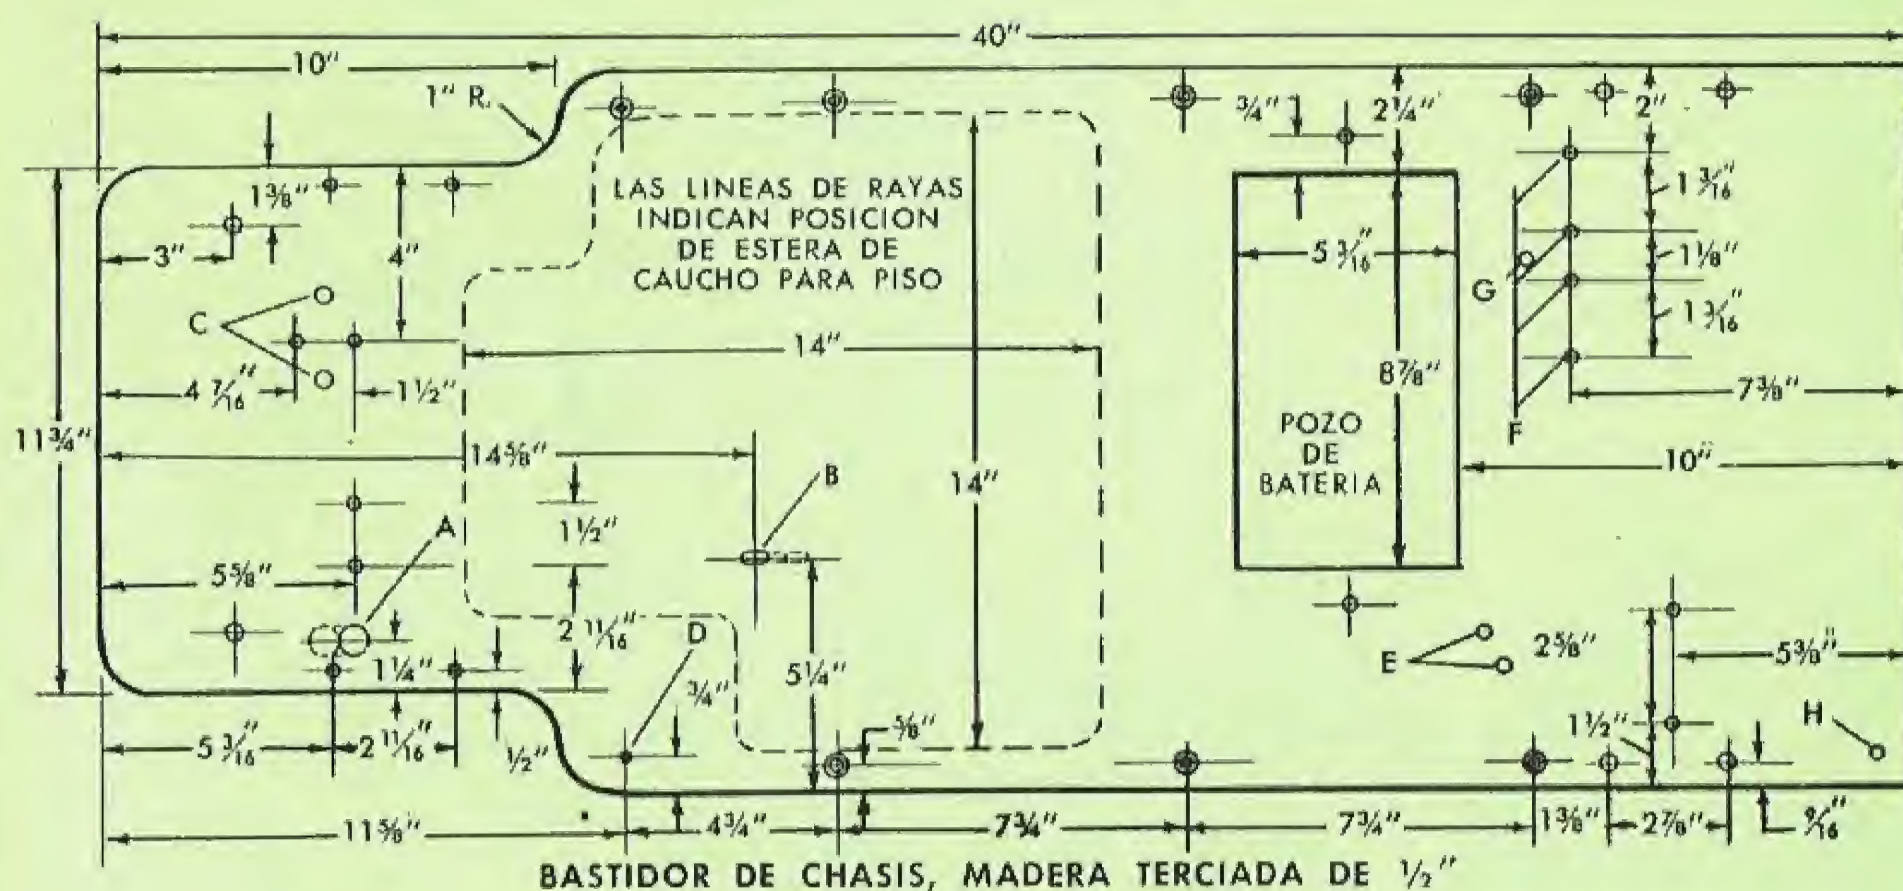 40"
10"
1" R.
3/4"
2 1/4"
2"
1 3/8"
LAS LINEAS DE RAYAS
INDICAN POSICION
DE ESTERA DE
CAUCHO PARA PISO
1 3/16"
3"
4"
5 3/16"
1 1/8"
C
G
1 3/16"
14"
4 7/16"
1 1/2"
8 7/8"
7 3/8"
11 3/4"
POZO
DE
BATERIA
F
14 5/8"
B
14"
10"
A
1 1/2"
5 5/8"
2 11/16"
D
1 1/4"
3/4"
5 1/4"
E
2 5/8"
5 3/8"
5 3/16"
2 11/16"
1/2"
5/8"
1 1/2"
H
11 5/8"
4 3/4"
7 3/4"
7 3/4"
1 3/8"
2 7/8"
9/16"
BASTIDOR DE CHASIS, MADERA TERCIADA DE 1/2"